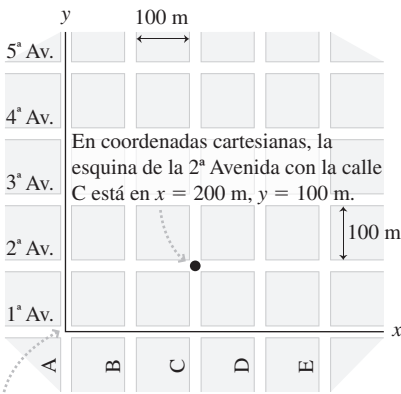 y
100 m
5ª Av.
4ª Av.
En coordenadas cartesianas, la
esquina de la 2ª Avenida con la calle
C está en x = 200 m, y = 100 m.
3ª Av.
2ª Av.
100 m
1ª Av.
x
A
B
C
D
E